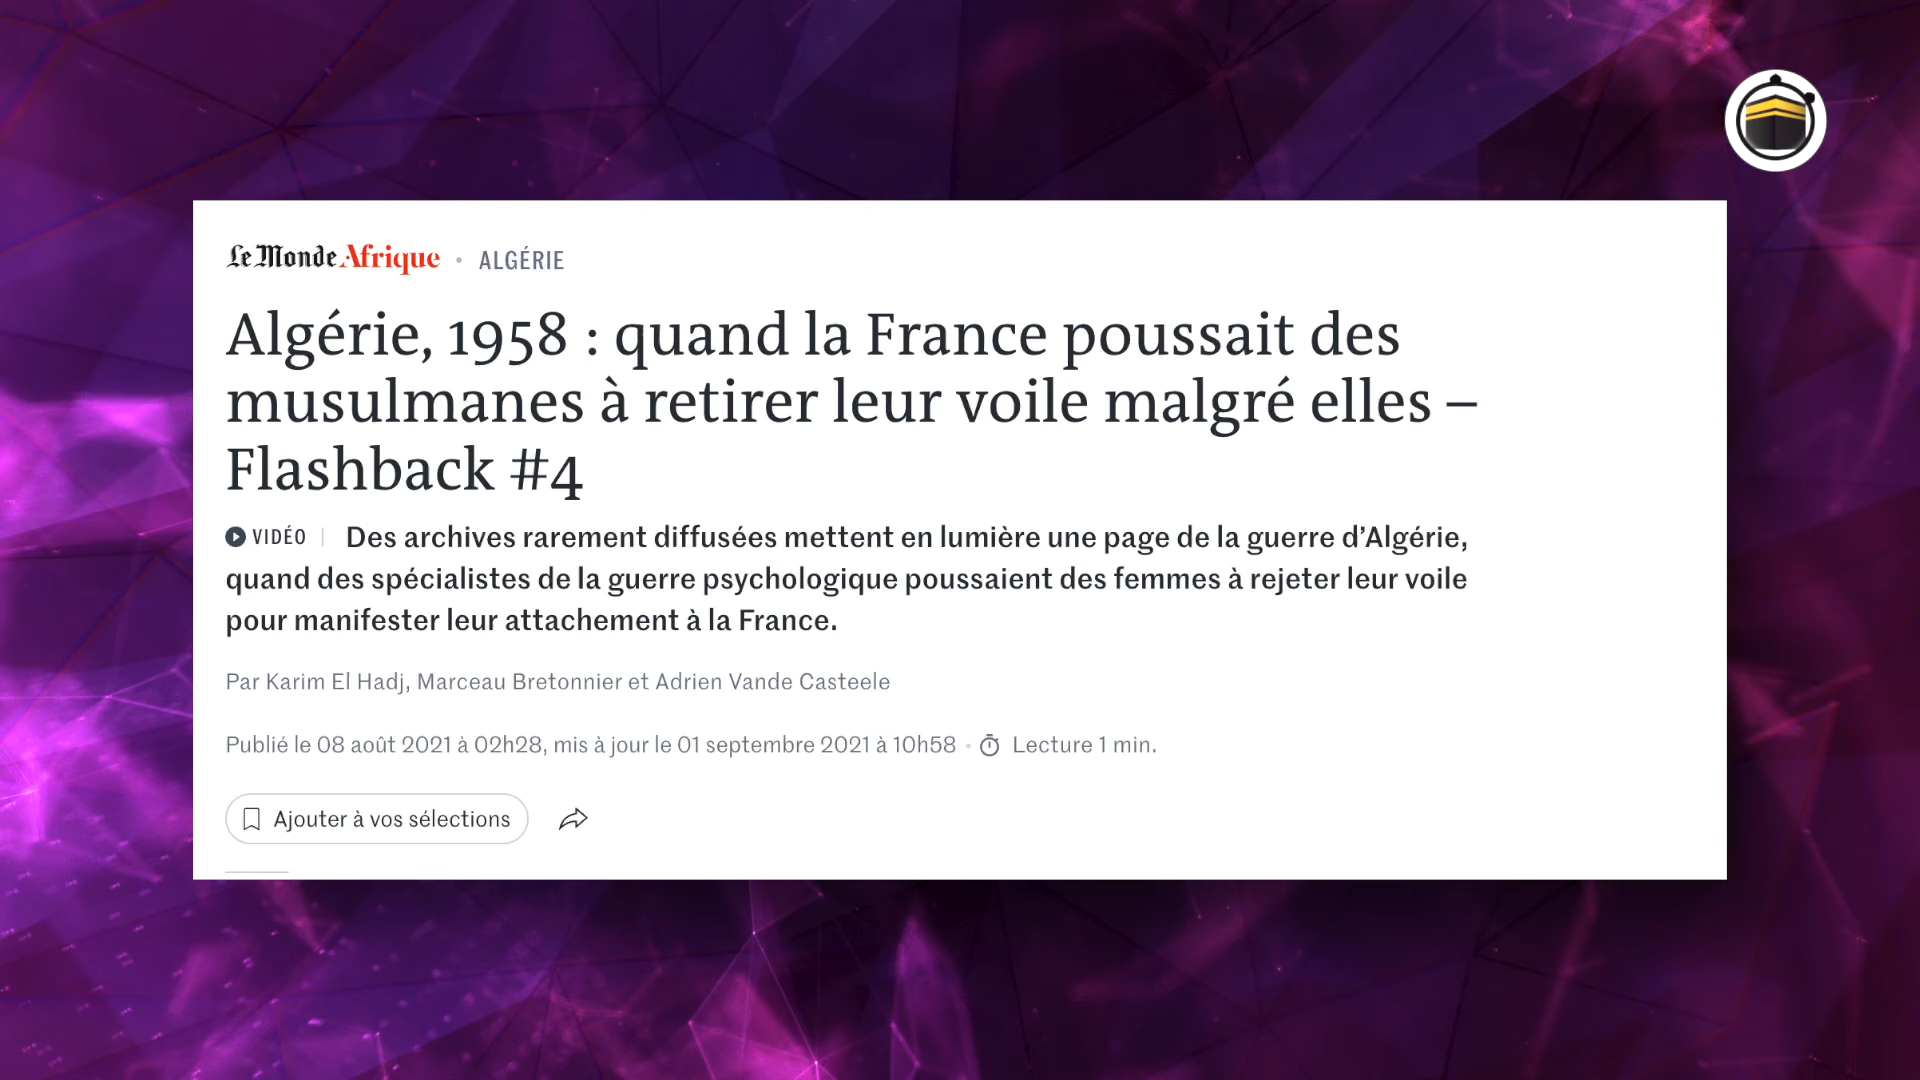 Le Monde Afrique • ALGÉRIE
Algérie, 1958 : quand la France poussait des
musulmanes à retirer leur voile malgré elles –
Flashback #4
VIDÉO | Des archives rarement diffusées mettent en lumière une page de la guerre d’Algérie,
quand des spécialistes de la guerre psychologique poussaient des femmes à rejeter leur voile
pour manifester leur attachement à la France.
Par Karim El Hadj, Marceau Bretonnier et Adrien Vande Casteele
Publié le 08 août 2021 à 02h28, mis à jour le 01 septembre 2021 à 10h58 • Lecture 1 min.
Ajouter à vos sélections